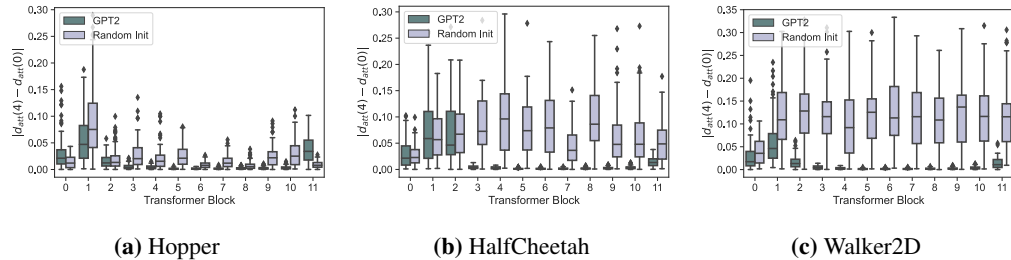 GPT2
Random Init
|d_att(4) − d_att(0)|
0.30
0.25
0.20
0.15
0.10
0.05
0.00
0 1 2 3 4 5 6 7 8 9 10 11
Transformer Block
(a) Hopper
GPT2
Random Init
|d_att(4) − d_att(0)|
0.30
0.25
0.20
0.15
0.10
0.05
0.00
0 1 2 3 4 5 6 7 8 9 10 11
Transformer Block
(b) HalfCheetah
GPT2
Random Init
|d_att(4) − d_att(0)|
0.35
0.30
0.25
0.20
0.15
0.10
0.05
0.00
0 1 2 3 4 5 6 7 8 9 10 11
Transformer Block
(c) Walker2D